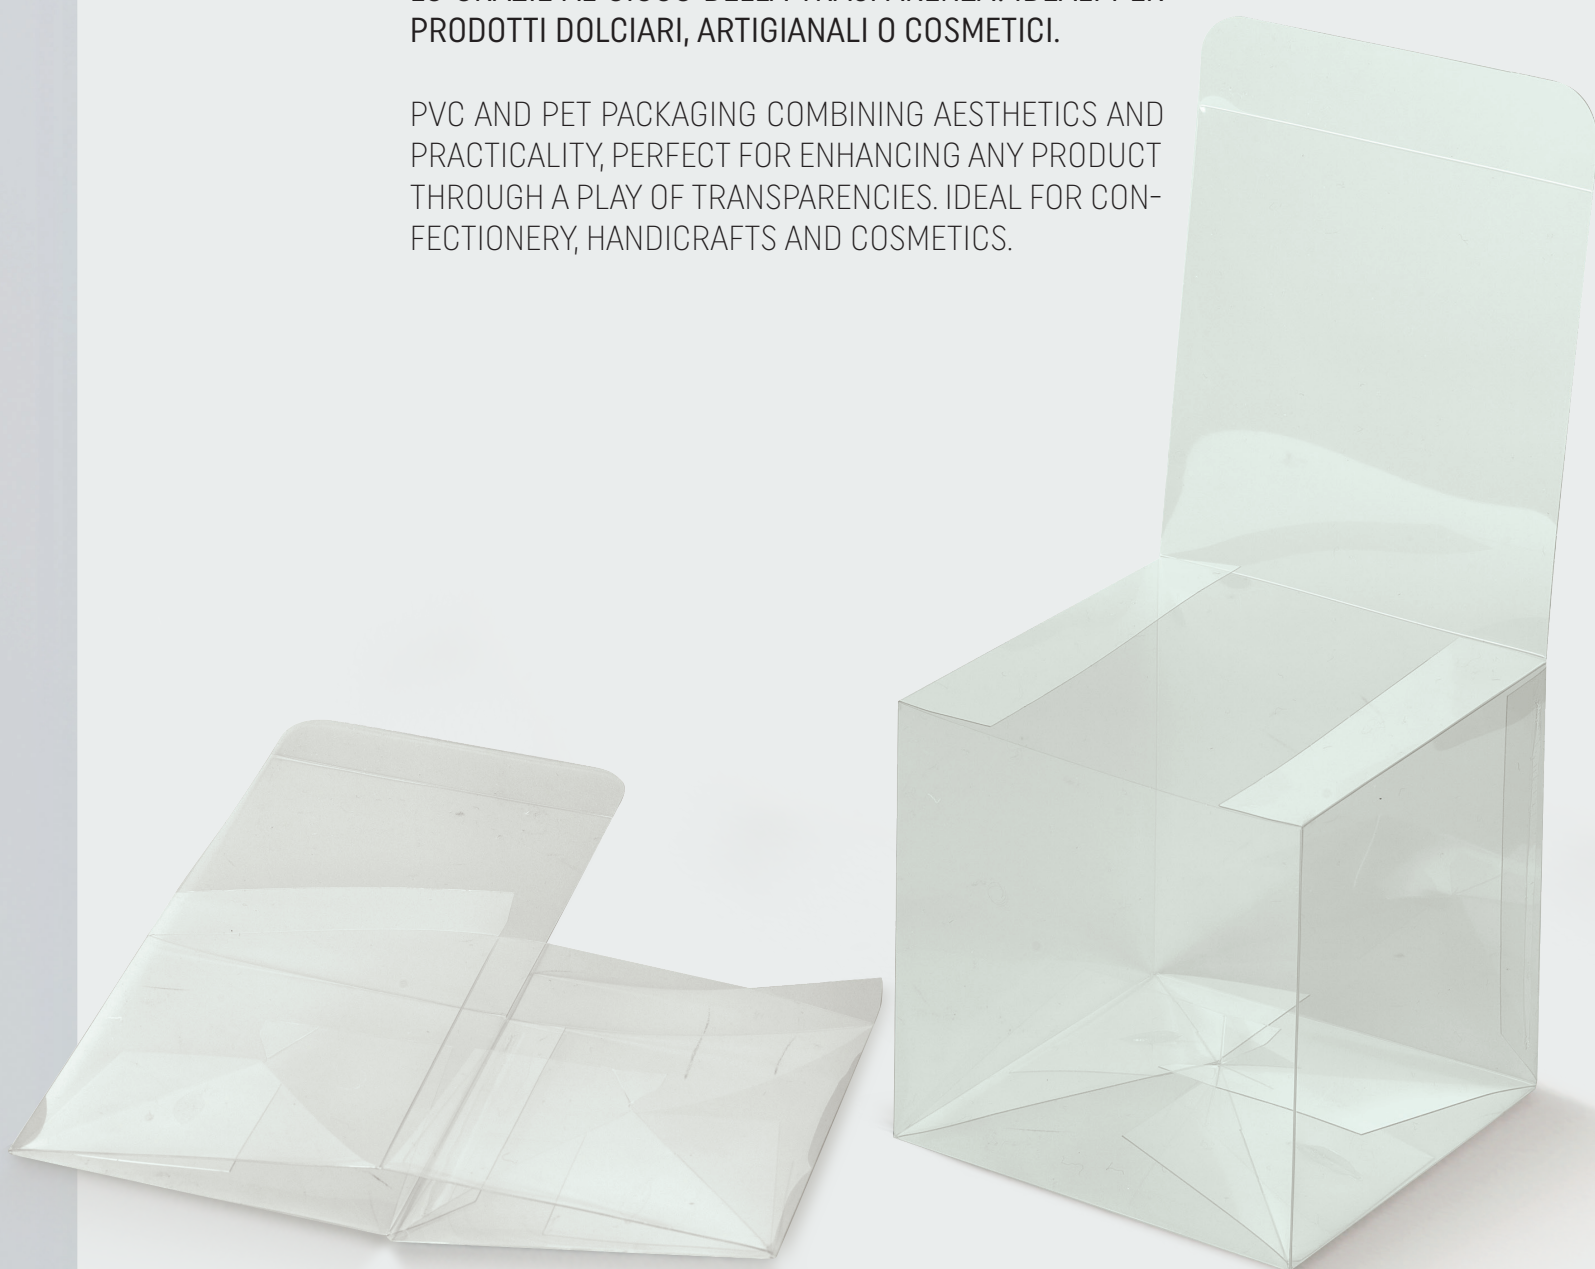 PRODOTTI DOLCIARI, ARTIGIANALI O COSMETICI.
PVC AND PET PACKAGING COMBINING AESTHETICS AND
PRACTICALITY, PERFECT FOR ENHANCING ANY PRODUCT
THROUGH A PLAY OF TRANSPARENCIES. IDEAL FOR CON-
FECTIONERY, HANDICRAFTS AND COSMETICS.